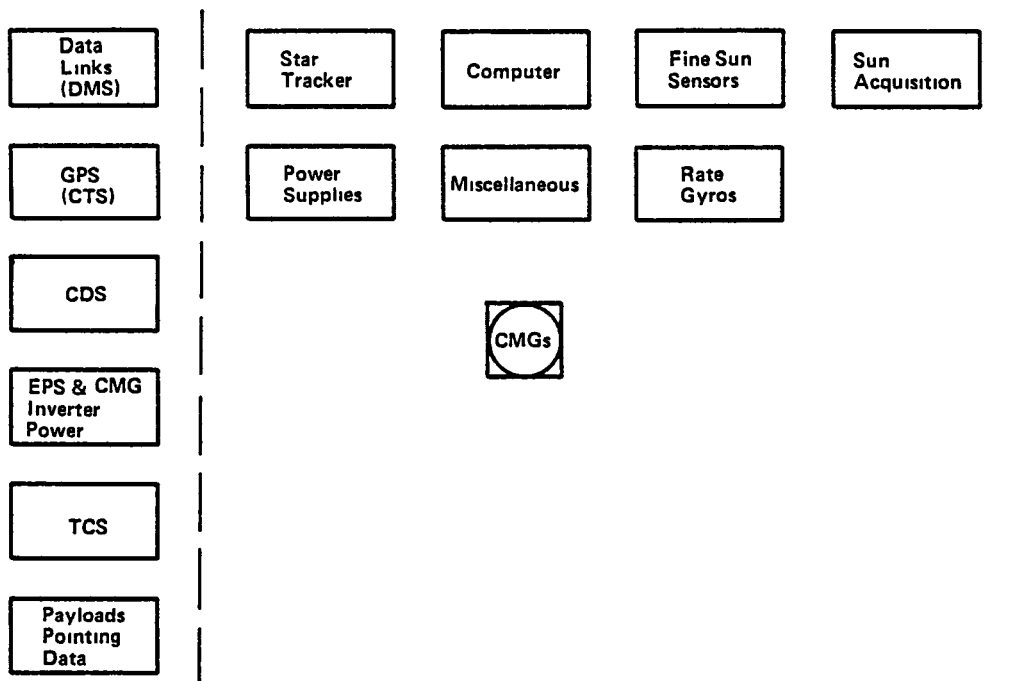 Data
Links
(DMS)
GPS
(CTS)
CDS
EPS & CMG
Inverter
Power
TCS
Payloads
Pointing
Data
Star
Tracker
Computer
Fine Sun
Sensors
Sun
Acquisition
Power
Supplies
Miscellaneous
Rate
Gyros
CMGs